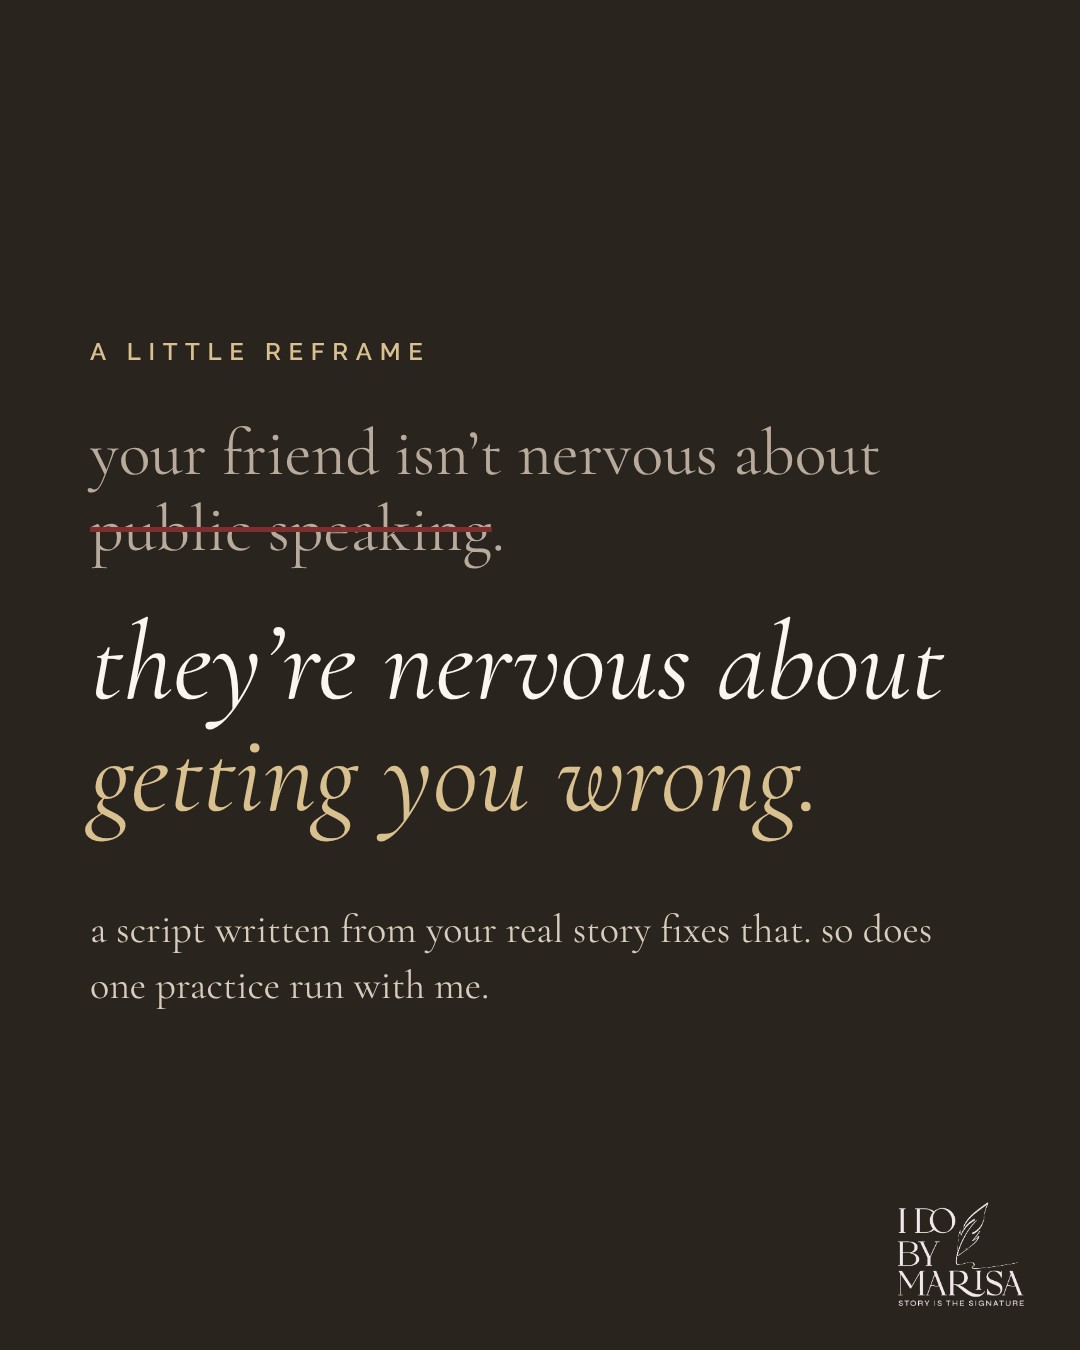 A LITTLE REFRAME
your friend isn’t nervous about
public speaking.
they’re nervous about
getting you wrong.
a script written from your real story fixes that. so does
one practice run with me.
I DO
BY
MARISA
STORY IS THE SIGNATURE